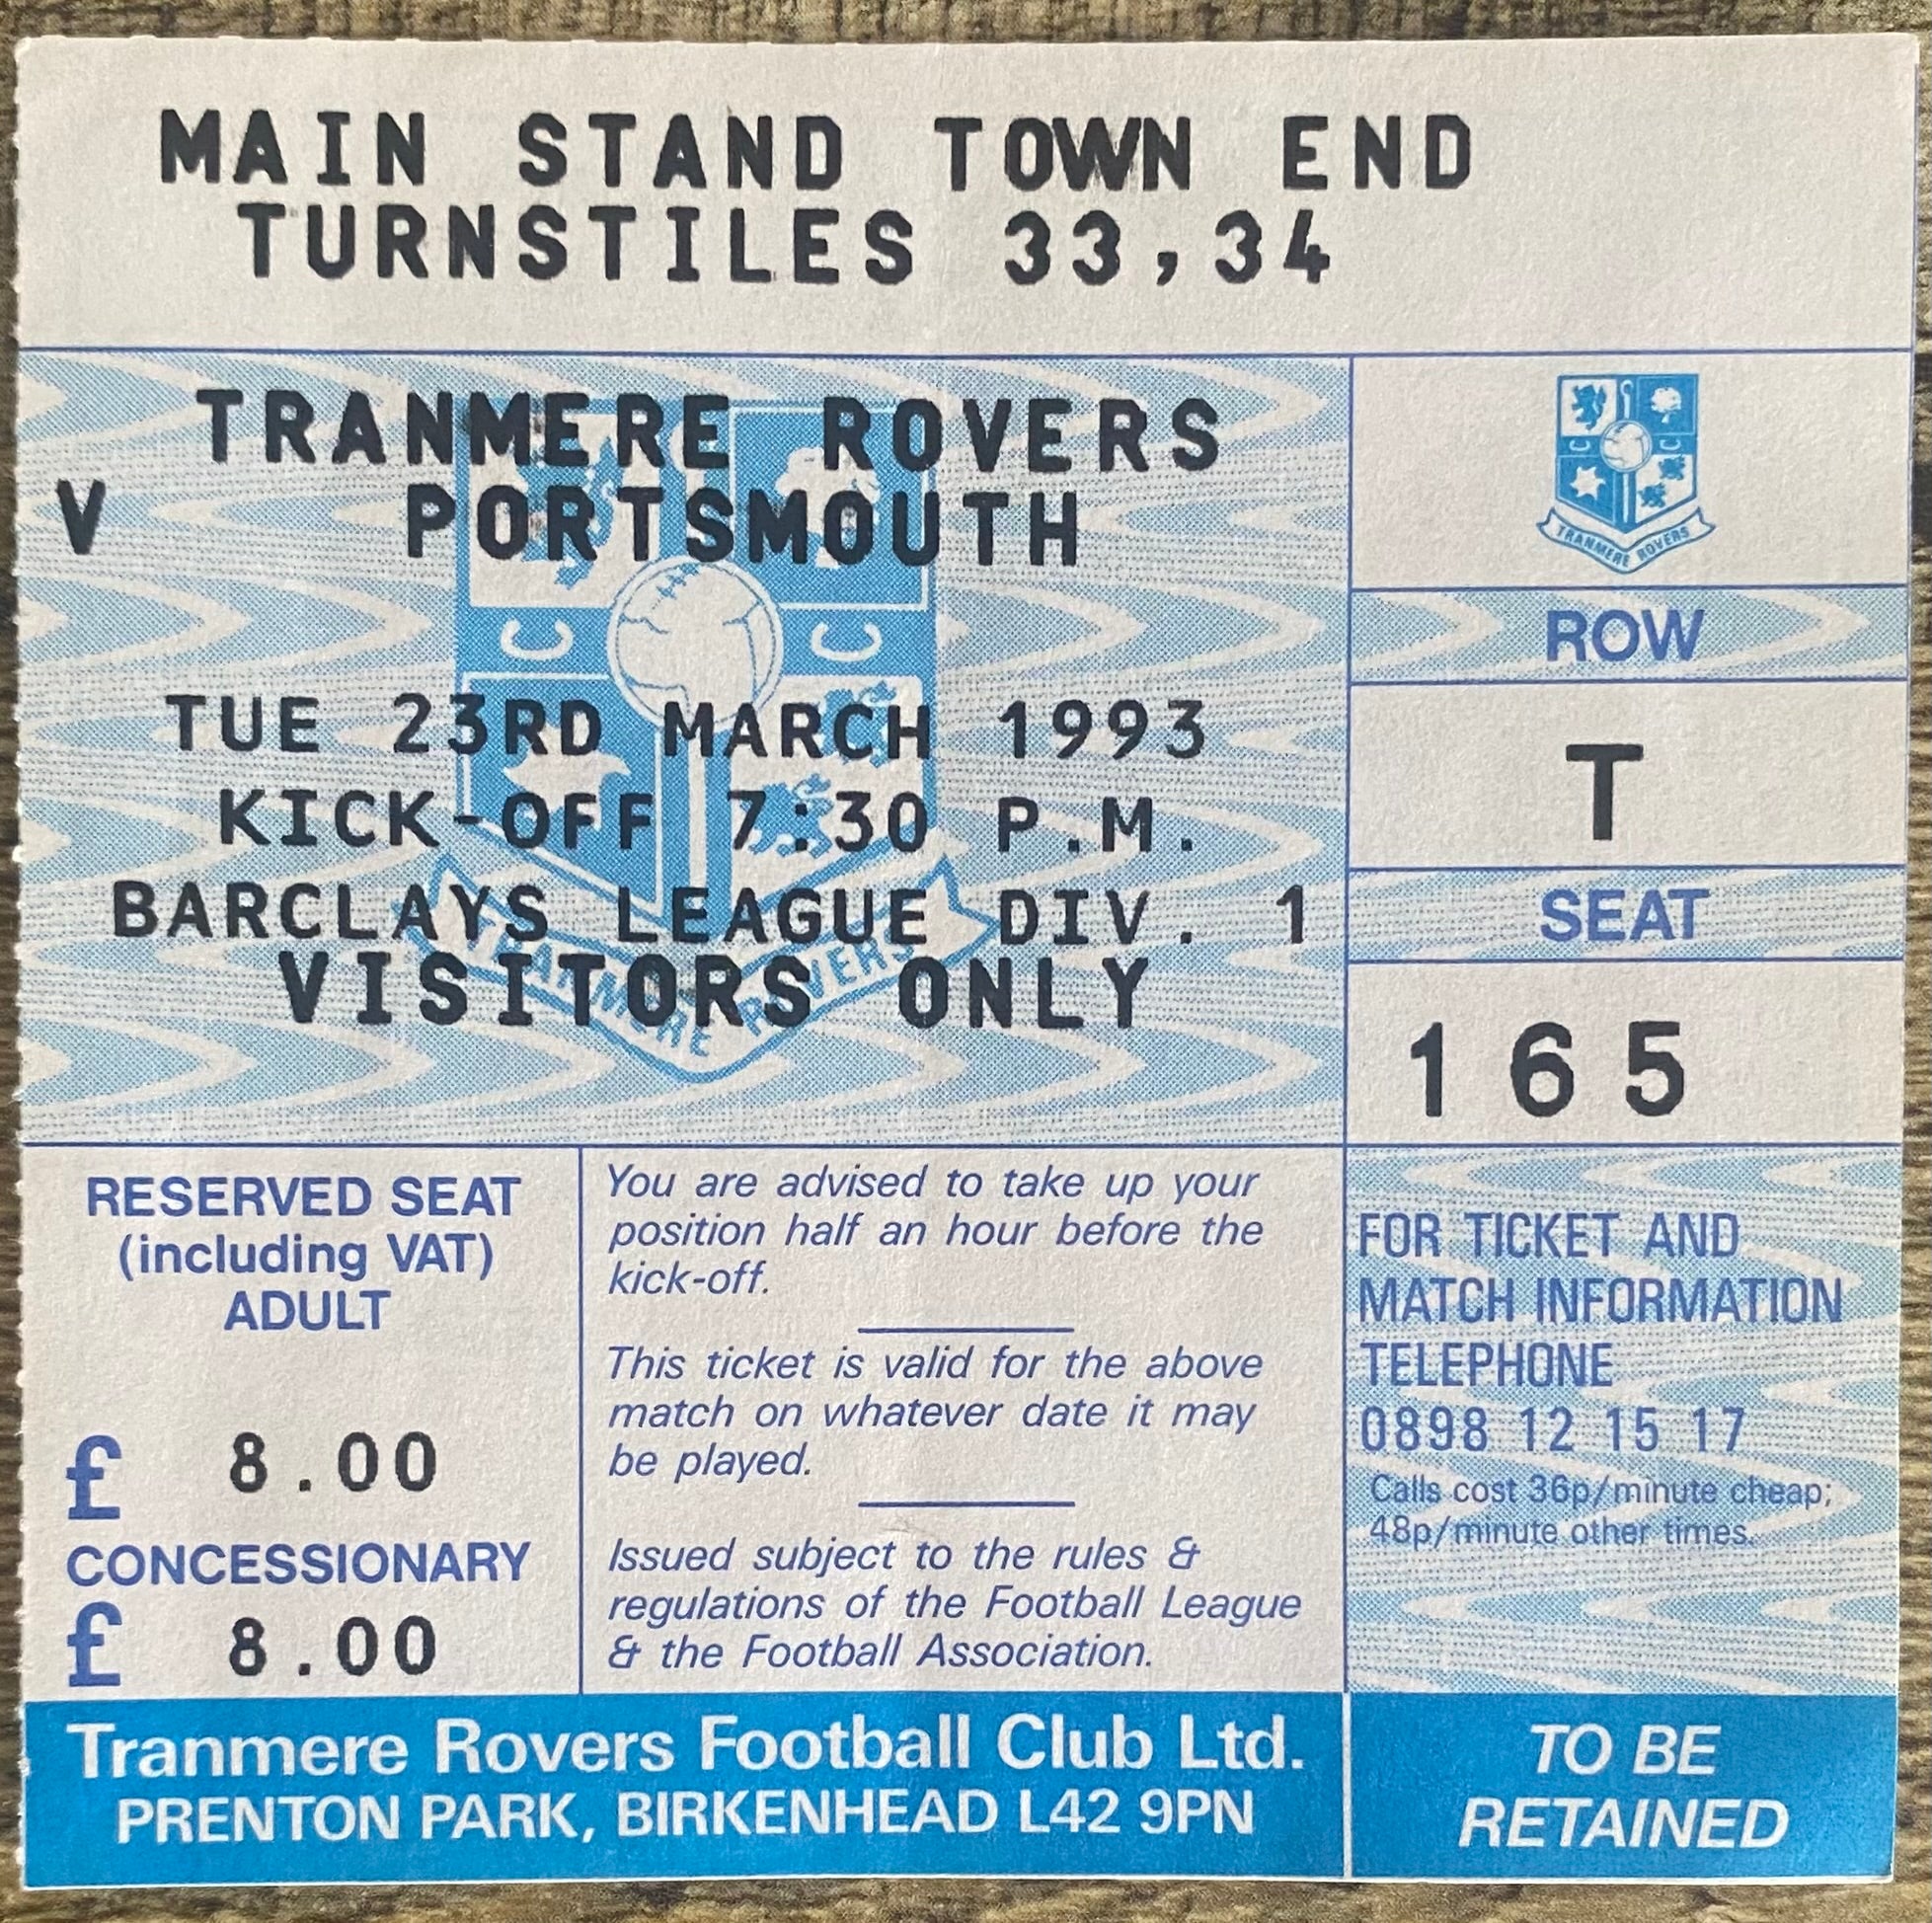 MAIN STAND TOWN END
TURNSTILES 33,34
TRANMERE ROVERS
V PORTSMOUTH
TUE 23RD MARCH 1993
KICK-OFF 7:30 P.M.
BARCLAYS LEAGUE DIV. 1
VISITORS ONLY
TRANMERE ROVERS
TRANMERE ROVERS
ROW
T
SEAT
165
RESERVED SEAT
(including VAT)
ADULT
£ 8.00
CONCESSIONARY
£ 8.00
You are advised to take up your
position half an hour before the
kick-off.
This ticket is valid for the above
match on whatever date it may
be played.
Issued subject to the rules &
regulations of the Football League
& the Football Association.
FOR TICKET AND
MATCH INFORMATION
TELEPHONE
0898 12 15 17
Calls cost 36p/minute cheap;
48p/minute other times.
Tranmere Rovers Football Club Ltd.
PRENTON PARK, BIRKENHEAD L42 9PN
TO BE
RETAINED